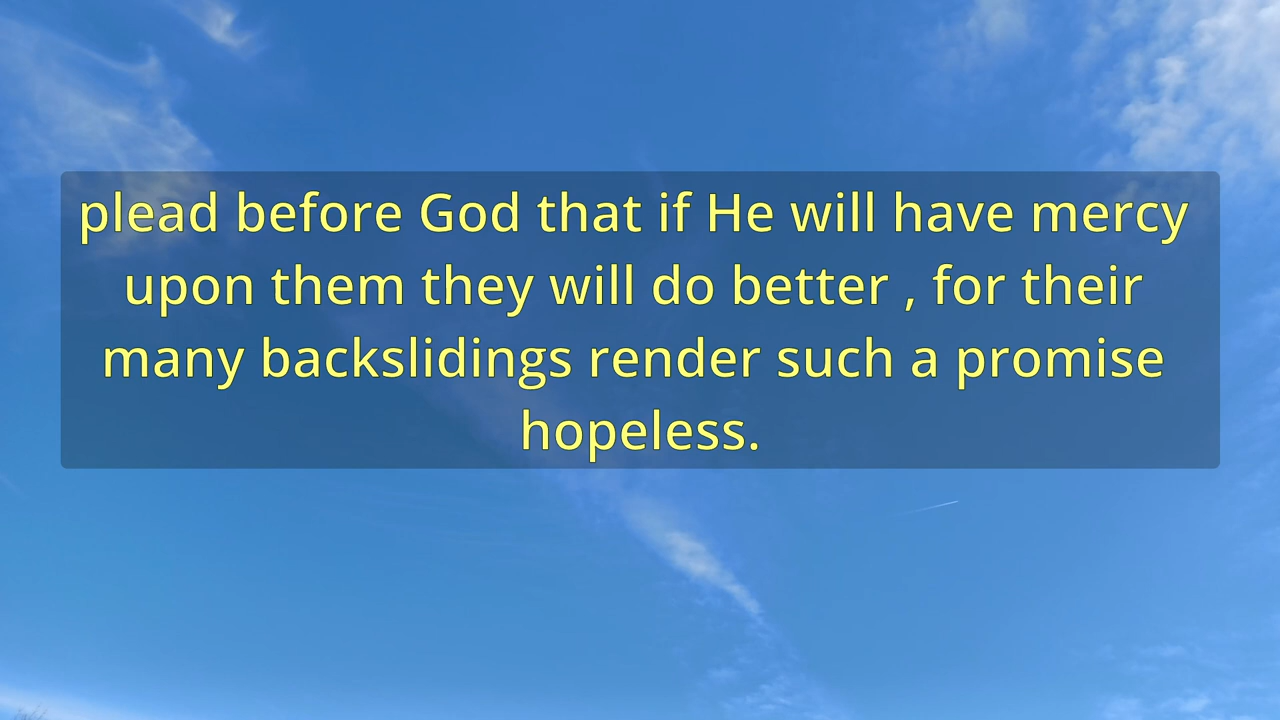 plead before God that if He will have mercy
upon them they will do better , for their
many backslidings render such a promise
hopeless.